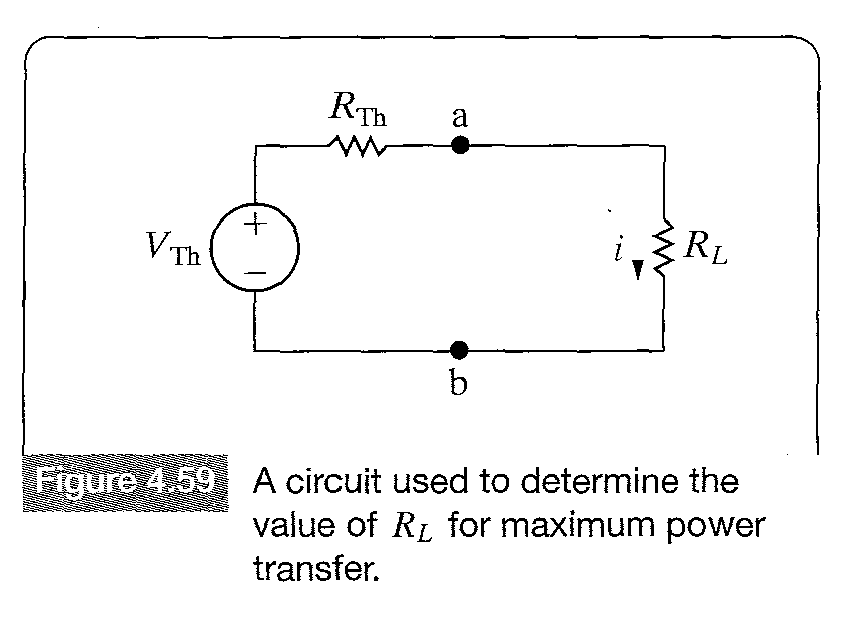 R_Th
a
+
V_Th
−
i
R_L
b
Figure 4.59
A circuit used to determine the
value of R_L for maximum power
transfer.